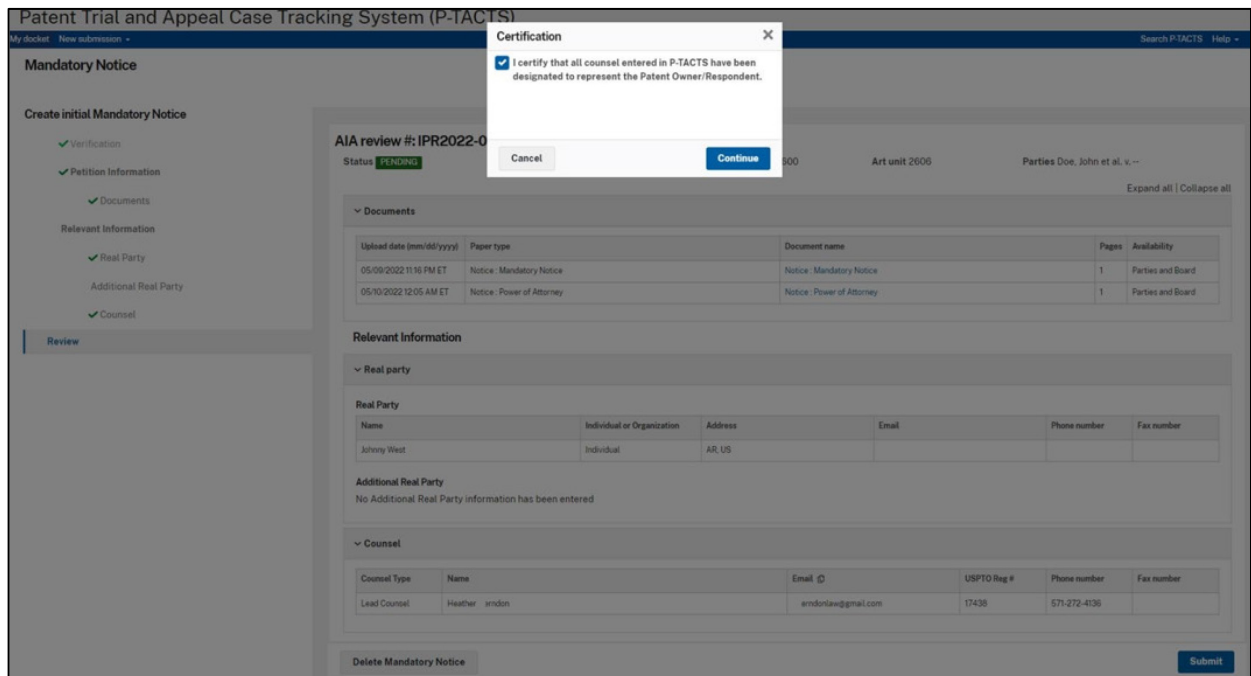 Patent Trial and Appeal Case Tracking System (P-TACTS)
My docket New submission
Search P-TACTS Help
Mandatory Notice
Certification
I certify that all counsel entered in P-TACTS have been
designated to represent the Patent Owner/Respondent.
Cancel
Continue
Create initial Mandatory Notice
Verification
Petition Information
Documents
Relevant Information
Real Party
Additional Real Party
Counsel
Review
AIA review #: IPR2022-0
Status PENDING
Art unit 2606
Parties Doe, John et al. v. --
Expand all | Collapse all
Documents
Upload date (mm/dd/yyyy) Paper type Document name Pages Availability
05/09/2022 11:16 PM ET Notice : Mandatory Notice Notice : Mandatory Notice 1 Parties and Board
05/10/2022 12:05 AM ET Notice : Power of Attorney Notice : Power of Attorney 1 Parties and Board
Relevant Information
Real party
Real Party
Name Individual or Organization Address Email Phone number Fax number
Johnny West Individual AR, US
Additional Real Party
No Additional Real Party information has been entered
Counsel
Counsel Type Name Email USPTO Reg # Phone number Fax number
Lead Counsel Heather erndon erndonlaw@gmail.com 17438 571-272-4136
Delete Mandatory Notice
Submit